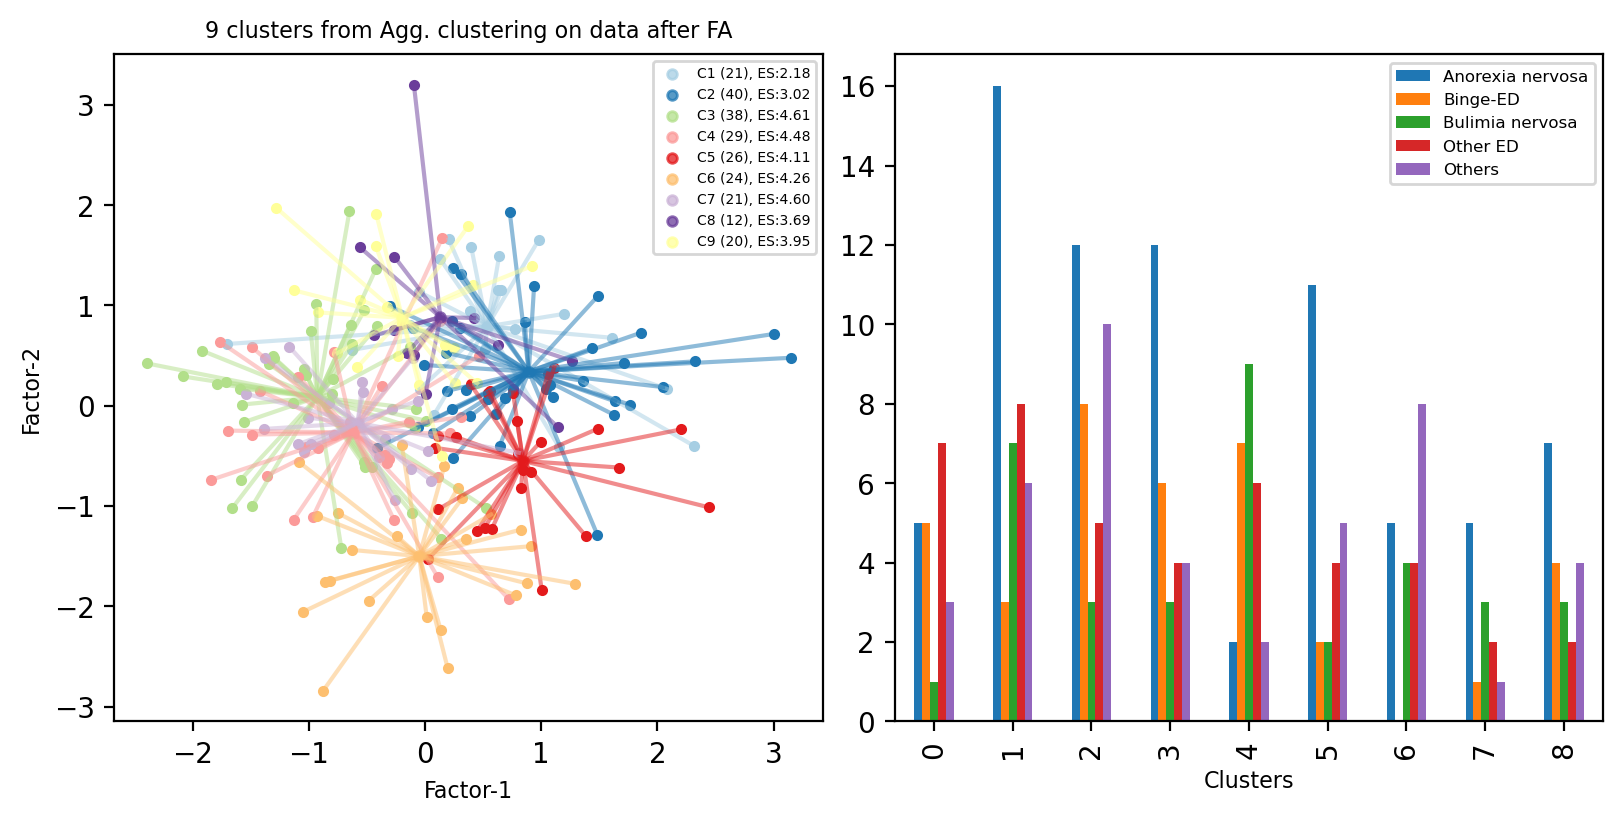 9 clusters from Agg. clustering on data after FA
C1 (21), ES:2.18
C2 (40), ES:3.02
C3 (38), ES:4.61
C4 (29), ES:4.48
C5 (26), ES:4.11
C6 (24), ES:4.26
C7 (21), ES:4.60
C8 (12), ES:3.69
C9 (20), ES:3.95
3
2
1
0
−1
−2
−3
Factor-2
−2 −1 0 1 2 3
Factor-1
Anorexia nervosa
Binge-ED
Bulimia nervosa
Other ED
Others
16
14
12
10
8
6
4
2
0
0 1 2 3 4 5 6 7 8
Clusters